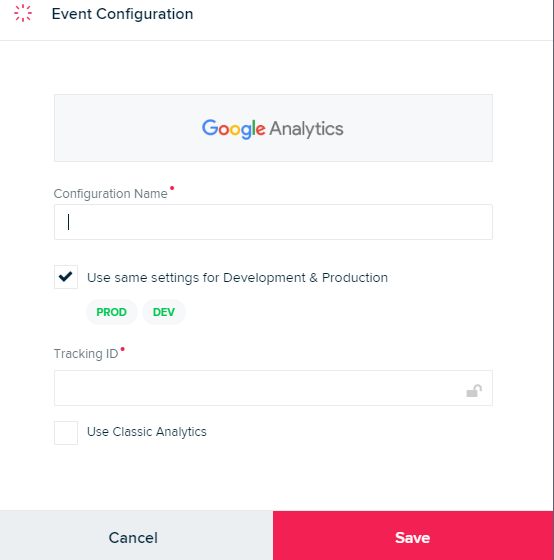 Event Configuration
Google Analytics
Configuration Name
Use same settings for Development & Production
PROD DEV
Tracking ID
Use Classic Analytics
Cancel Save